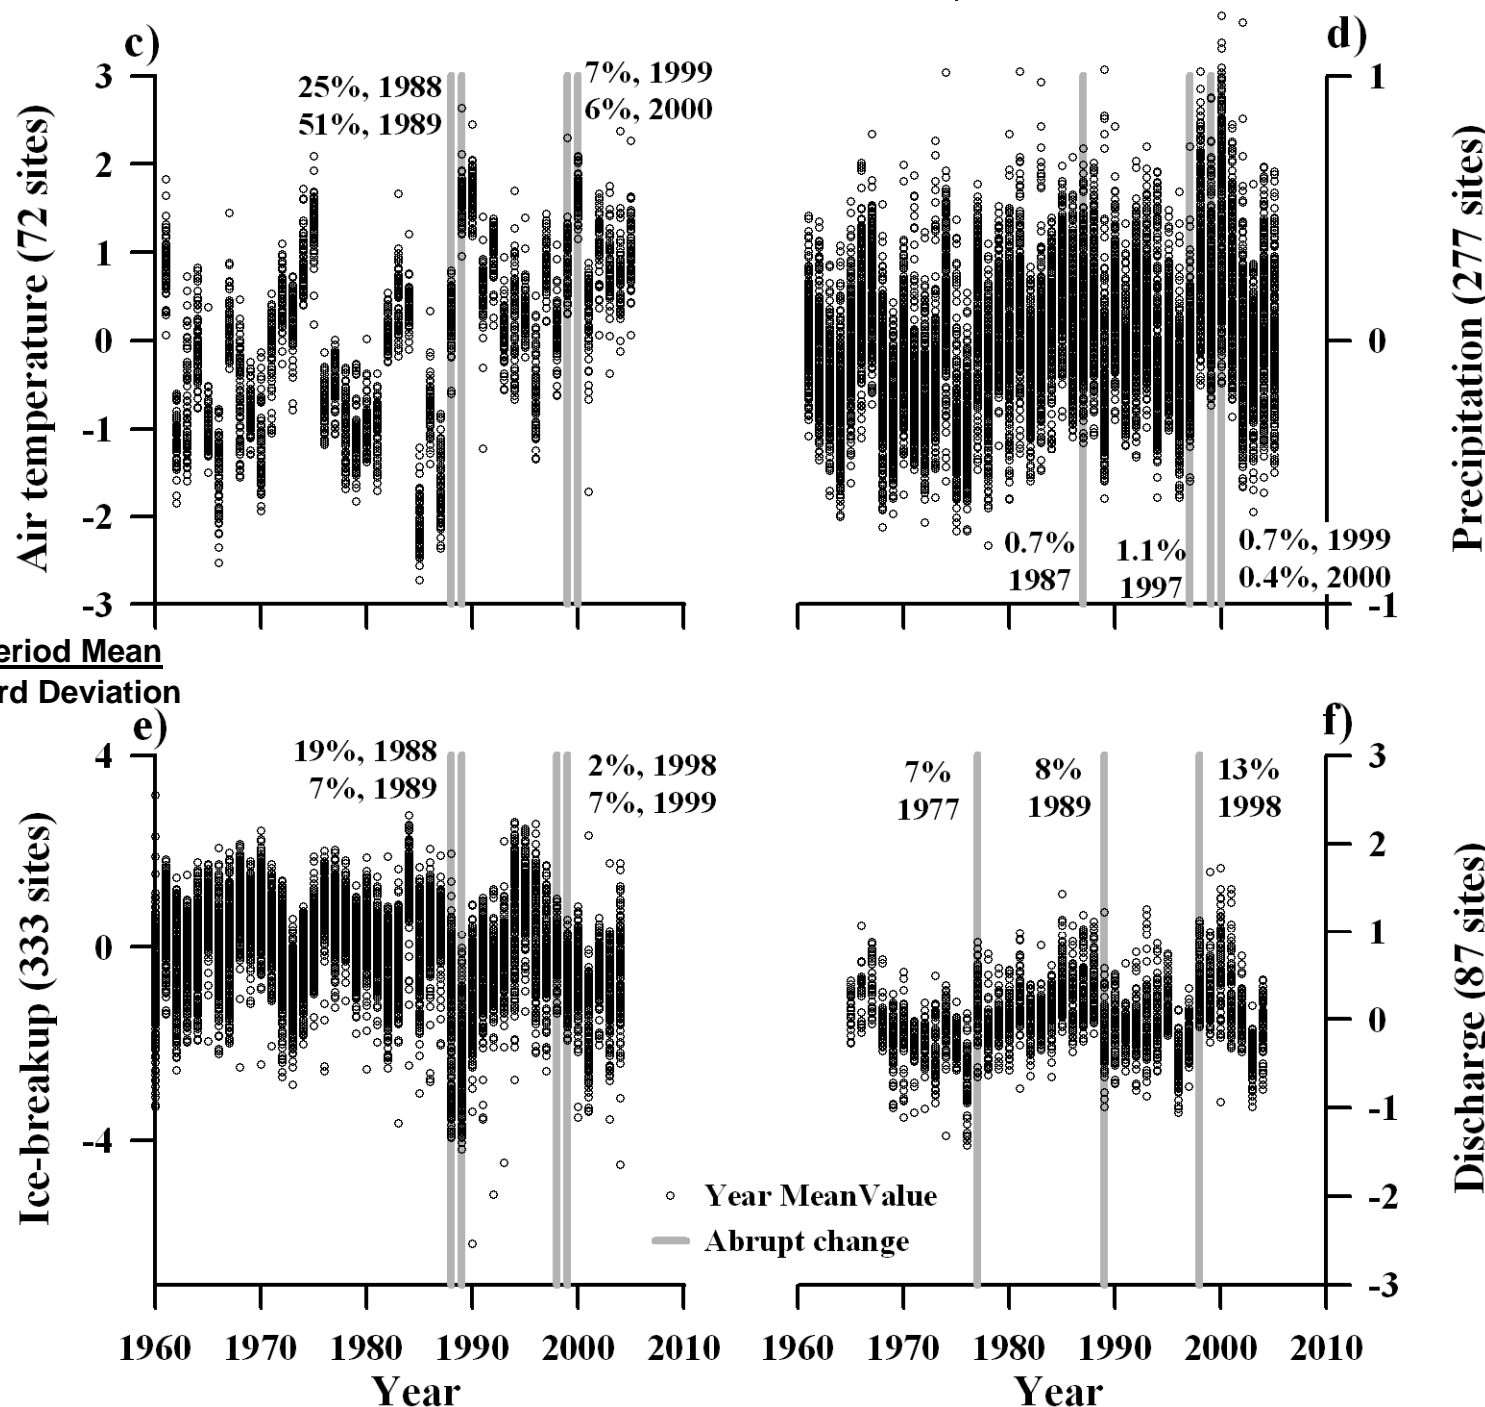 c)
d)
25%, 1988
51%, 1989
7%, 1999
6%, 2000
3
2
1
0
-1
-2
-3
Air temperature (72 sites)
1
0
-1
Precipitation (277 sites)
0.7%
1987
1.1%
1997
0.7%, 1999
0.4%, 2000
eriod Mean
rd Deviation
e)
f)
19%, 1988
7%, 1989
2%, 1998
7%, 1999
7%
1977
8%
1989
13%
1998
4
0
-4
Ice-breakup (333 sites)
3
2
1
0
-1
-2
-3
Discharge (87 sites)
Year MeanValue
Abrupt change
1960 1970 1980 1990 2000 2010
1960 1970 1980 1990 2000 2010
Year
Year